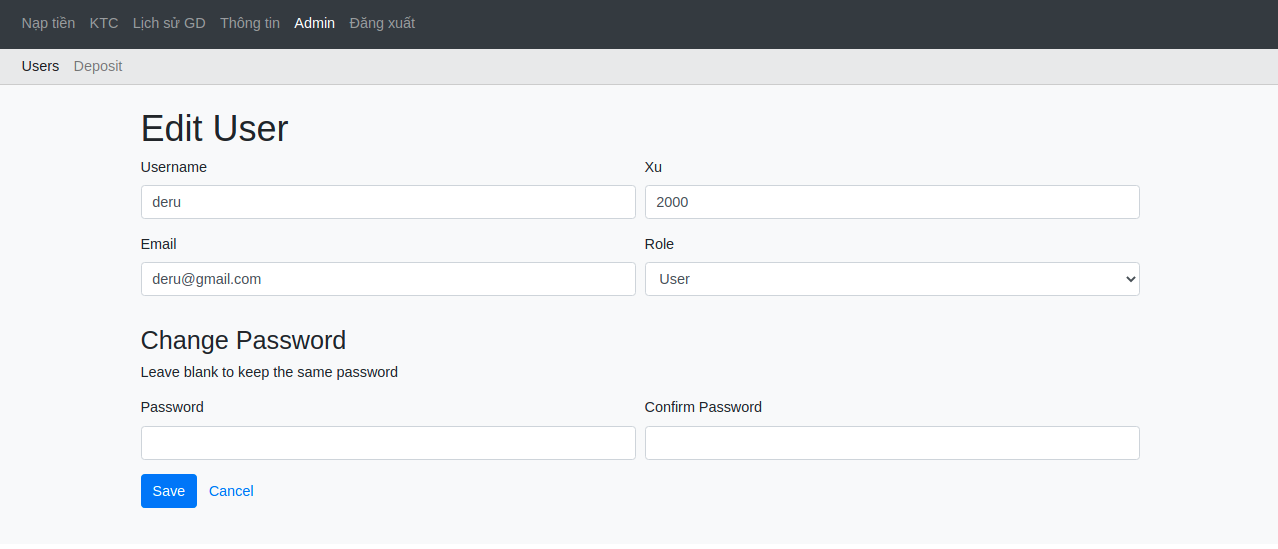 Nạp tiền KTC Lịch sử GD Thông tin Admin Đăng xuất
Users Deposit
Edit User
Username Xu
deru 2000
Email Role
deru@gmail.com User
Change Password
Leave blank to keep the same password
Password Confirm Password
Save Cancel